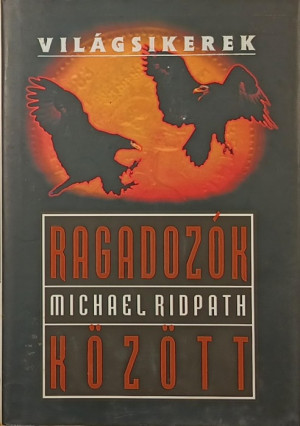 VILÁGSIKEREK
RAGADOZÓK
MICHAEL RIDPATH
KÖZÖTT